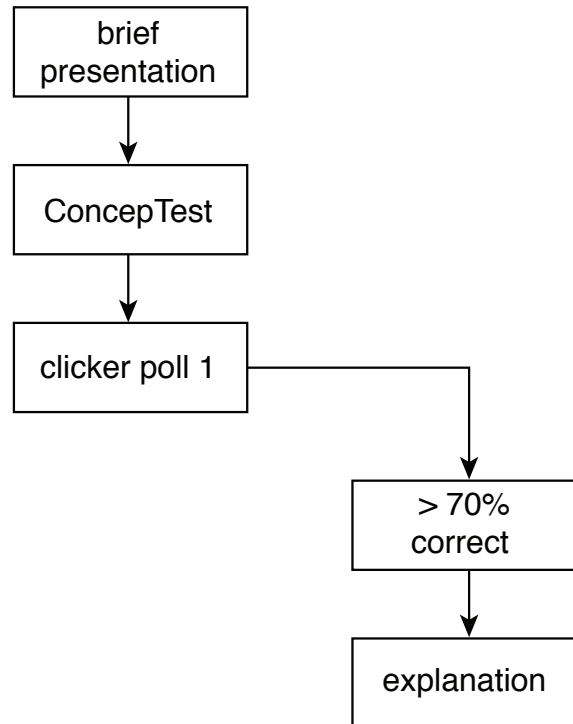 brief
presentation
ConcepTest
clicker poll 1
> 70%
correct
explanation